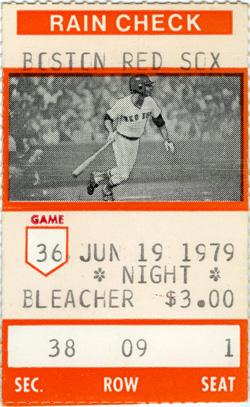 RAIN CHECK
BOSTON RED SOX
RED SOX
GAME
36 JUN 19 1979
* NIGHT *
BLEACHER $3.00
38 09 1
SEC. ROW SEAT